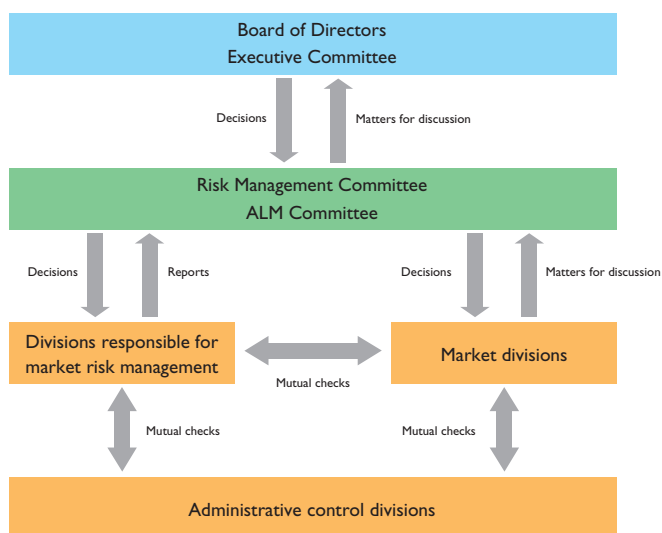 Board of Directors
Executive Committee
Decisions
Matters for discussion
Risk Management Committee
ALM Committee
Decisions
Reports
Decisions
Matters for discussion
Divisions responsible for
market risk management
Mutual checks
Market divisions
Mutual checks
Mutual checks
Administrative control divisions